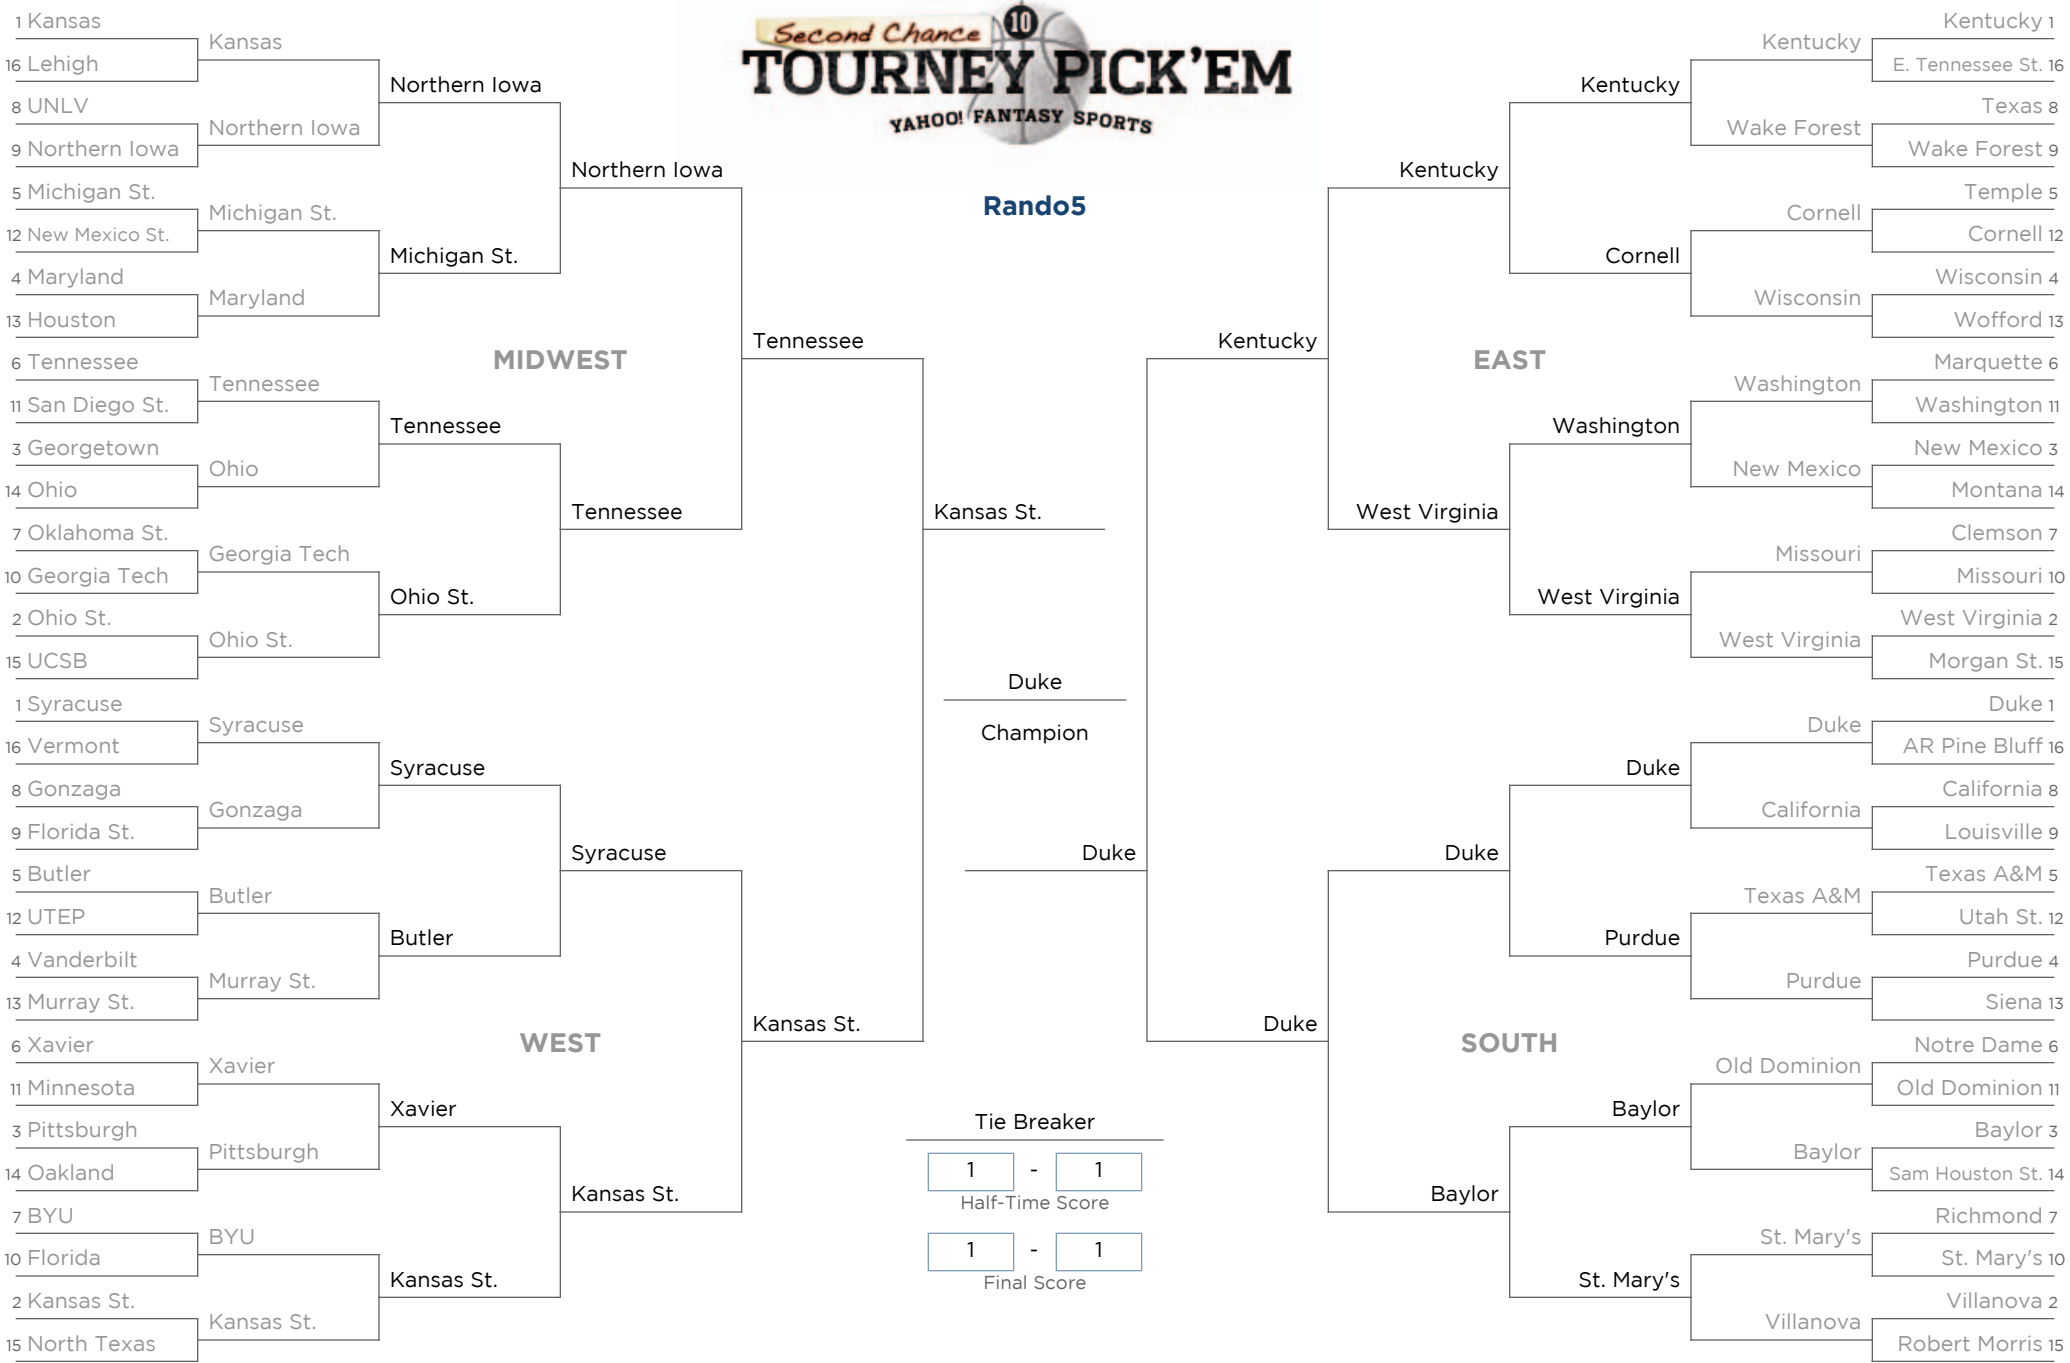 Second Chance 10
TOURNEY PICK'EM
YAHOO! FANTASY SPORTS
Rando5
1 Kansas
16 Lehigh
8 UNLV
9 Northern Iowa
5 Michigan St.
12 New Mexico St.
4 Maryland
13 Houston
6 Tennessee
11 San Diego St.
3 Georgetown
14 Ohio
7 Oklahoma St.
10 Georgia Tech
2 Ohio St.
15 UCSB
1 Syracuse
16 Vermont
8 Gonzaga
9 Florida St.
5 Butler
12 UTEP
4 Vanderbilt
13 Murray St.
6 Xavier
11 Minnesota
3 Pittsburgh
14 Oakland
7 BYU
10 Florida
2 Kansas St.
15 North Texas
Kansas
Northern Iowa
Michigan St.
Maryland
Tennessee
Ohio
Georgia Tech
Ohio St.
Syracuse
Gonzaga
Butler
Murray St.
Xavier
Pittsburgh
BYU
Kansas St.
Northern Iowa
Michigan St.
Tennessee
Ohio St.
Syracuse
Butler
Xavier
Kansas St.
Northern Iowa
MIDWEST
Tennessee
Syracuse
WEST
Kansas St.
Tennessee
Kansas St.
Kansas St.
Duke
Champion
Duke
Tie Breaker
1 - 1
Half-Time Score
1 - 1
Final Score
Kentucky
Duke
Kentucky
EAST
West Virginia
Duke
SOUTH
Baylor
Kentucky
Cornell
Washington
West Virginia
Duke
Purdue
Baylor
St. Mary's
Kentucky
Wake Forest
Cornell
Wisconsin
Washington
New Mexico
Missouri
West Virginia
Duke
California
Texas A&M
Purdue
Old Dominion
Baylor
St. Mary's
Villanova
Kentucky 1
E. Tennessee St. 16
Texas 8
Wake Forest 9
Temple 5
Cornell 12
Wisconsin 4
Wofford 13
Marquette 6
Washington 11
New Mexico 3
Montana 14
Clemson 7
Missouri 10
West Virginia 2
Morgan St. 15
Duke 1
AR Pine Bluff 16
California 8
Louisville 9
Texas A&M 5
Utah St. 12
Purdue 4
Siena 13
Notre Dame 6
Old Dominion 11
Baylor 3
Sam Houston St. 14
Richmond 7
St. Mary's 10
Villanova 2
Robert Morris 15